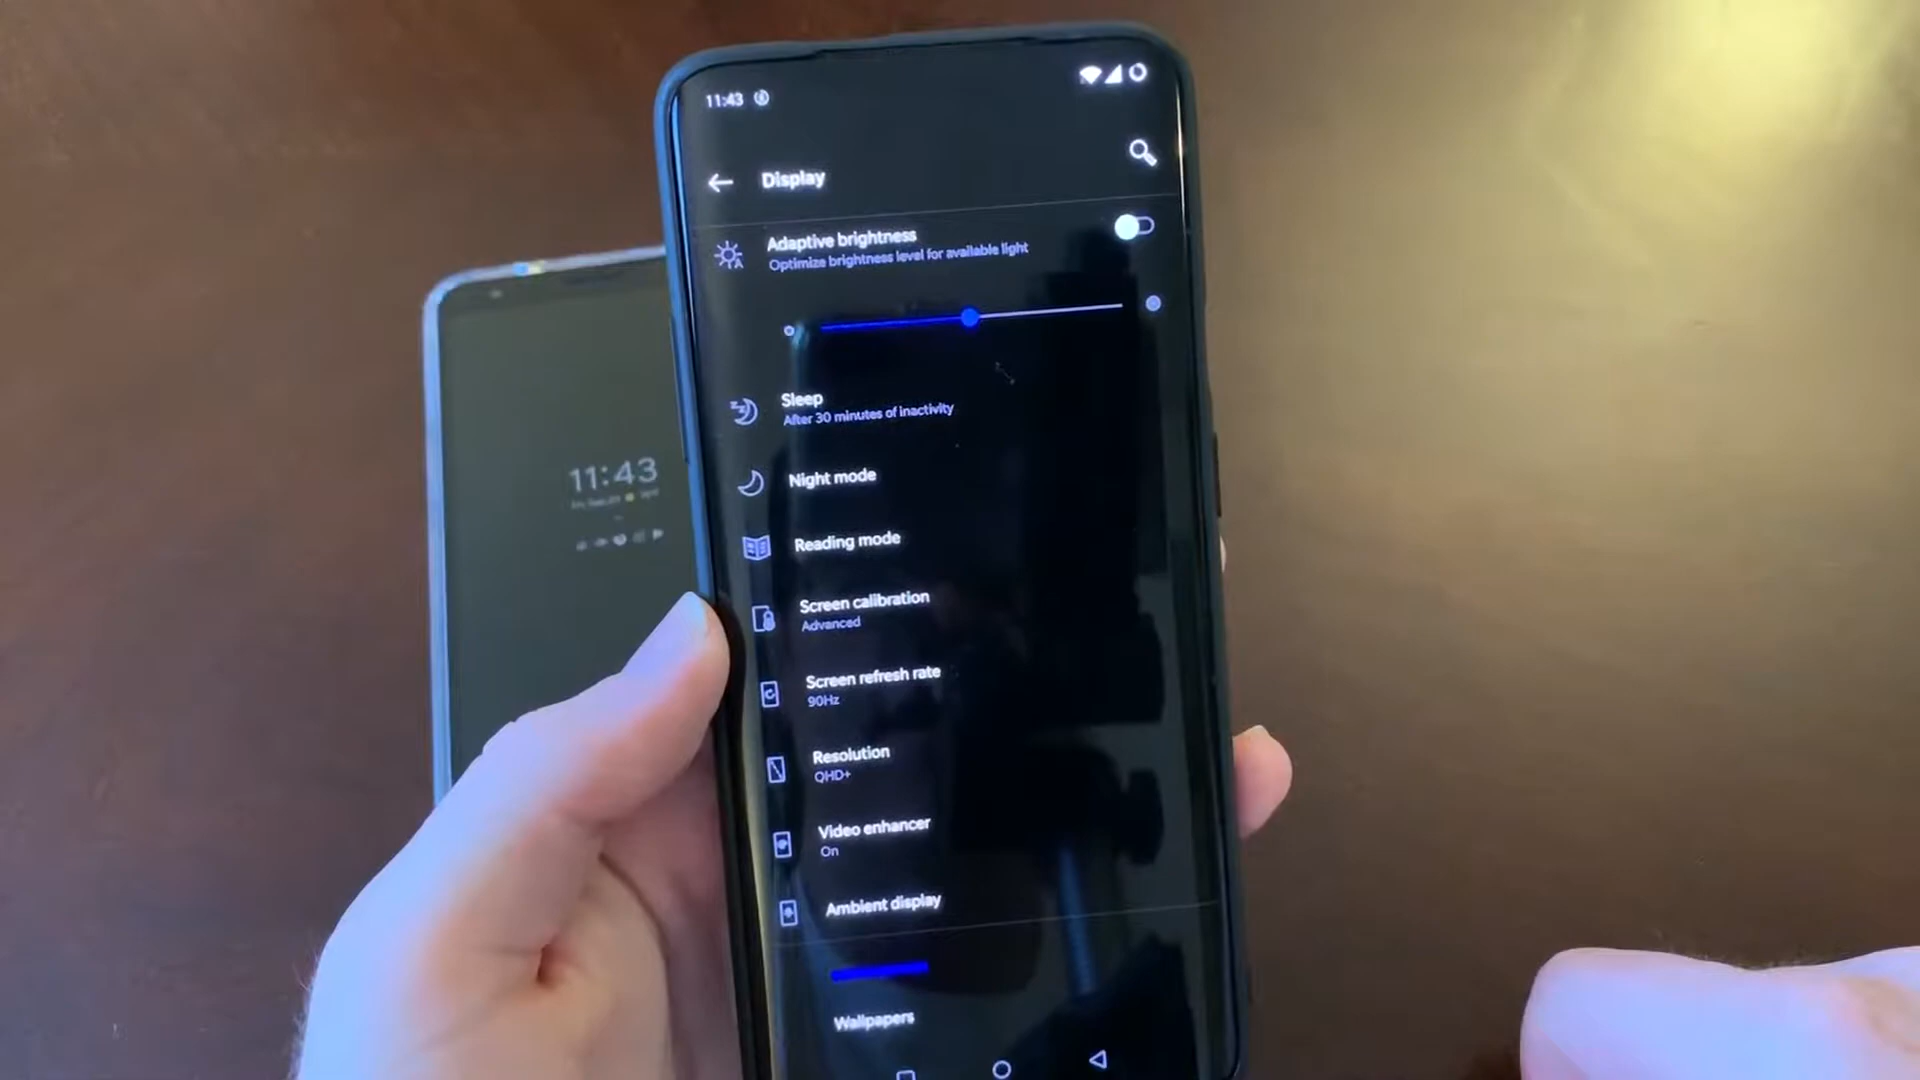 11:43
Display
Adaptive brightness
Optimize brightness level for available light
Sleep
After 30 minutes of inactivity
Night mode
Reading mode
Screen calibration
Advanced
Screen refresh rate
90Hz
Resolution
QHD+
Video enhancer
On
Ambient display
Wallpapers
11:43